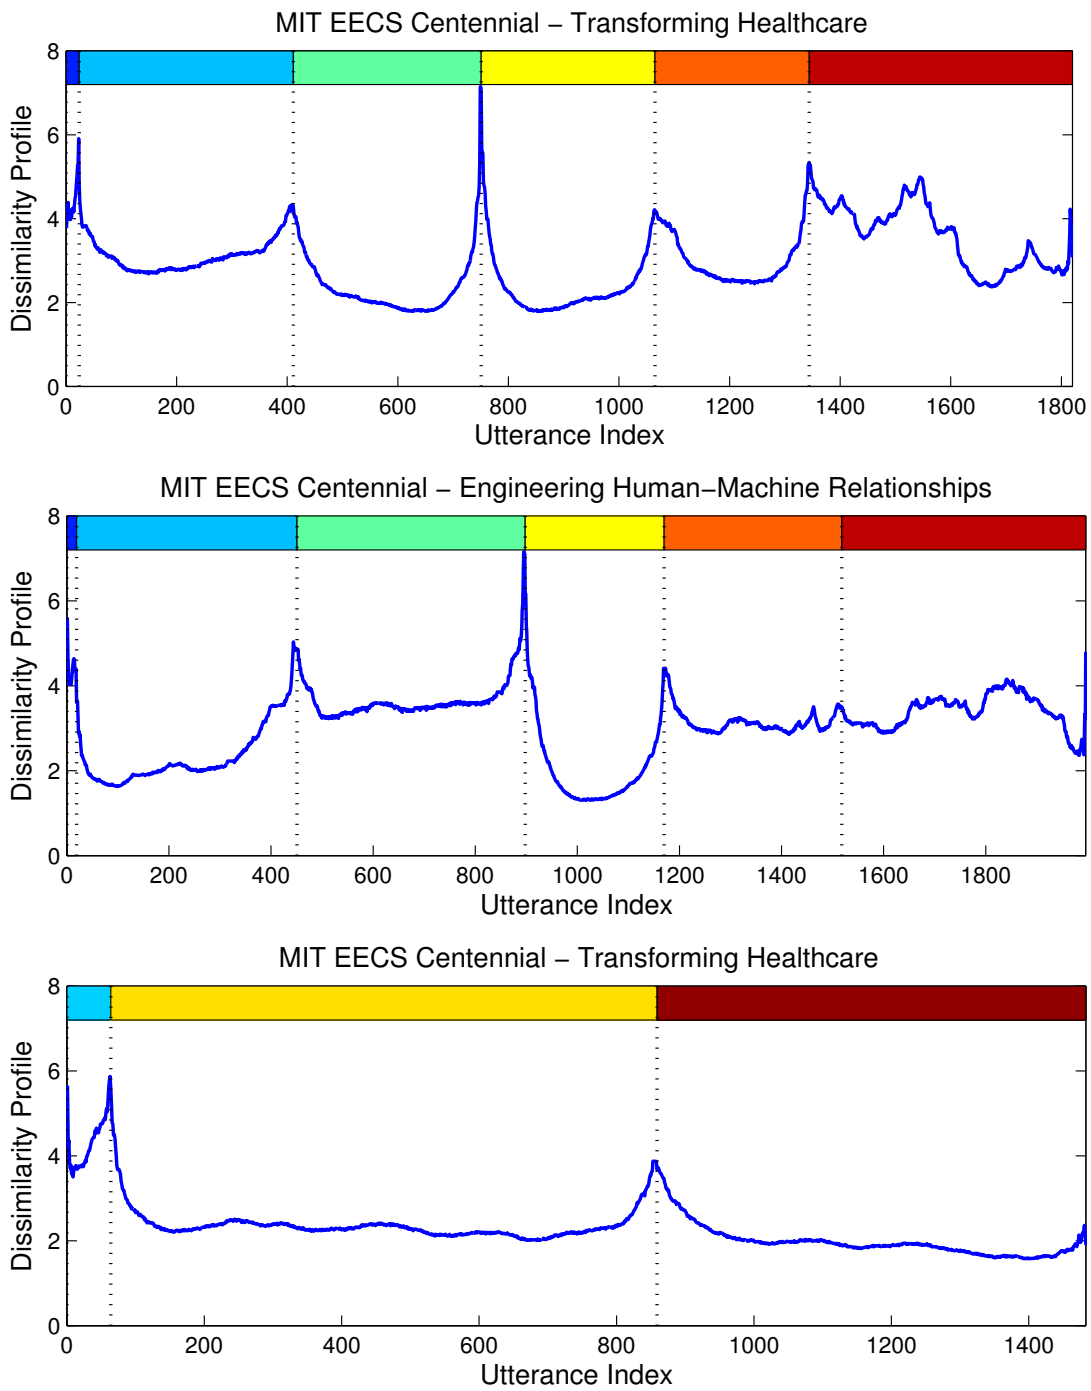 MIT EECS Centennial − Transforming Healthcare
8
6
4
2
0
Dissimilarity Profile
0 200 400 600 800 1000 1200 1400 1600 1800
Utterance Index
MIT EECS Centennial − Engineering Human−Machine Relationships
8
6
4
2
0
Dissimilarity Profile
0 200 400 600 800 1000 1200 1400 1600 1800
Utterance Index
MIT EECS Centennial − Transforming Healthcare
8
6
4
2
0
Dissimilarity Profile
0 200 400 600 800 1000 1200 1400
Utterance Index